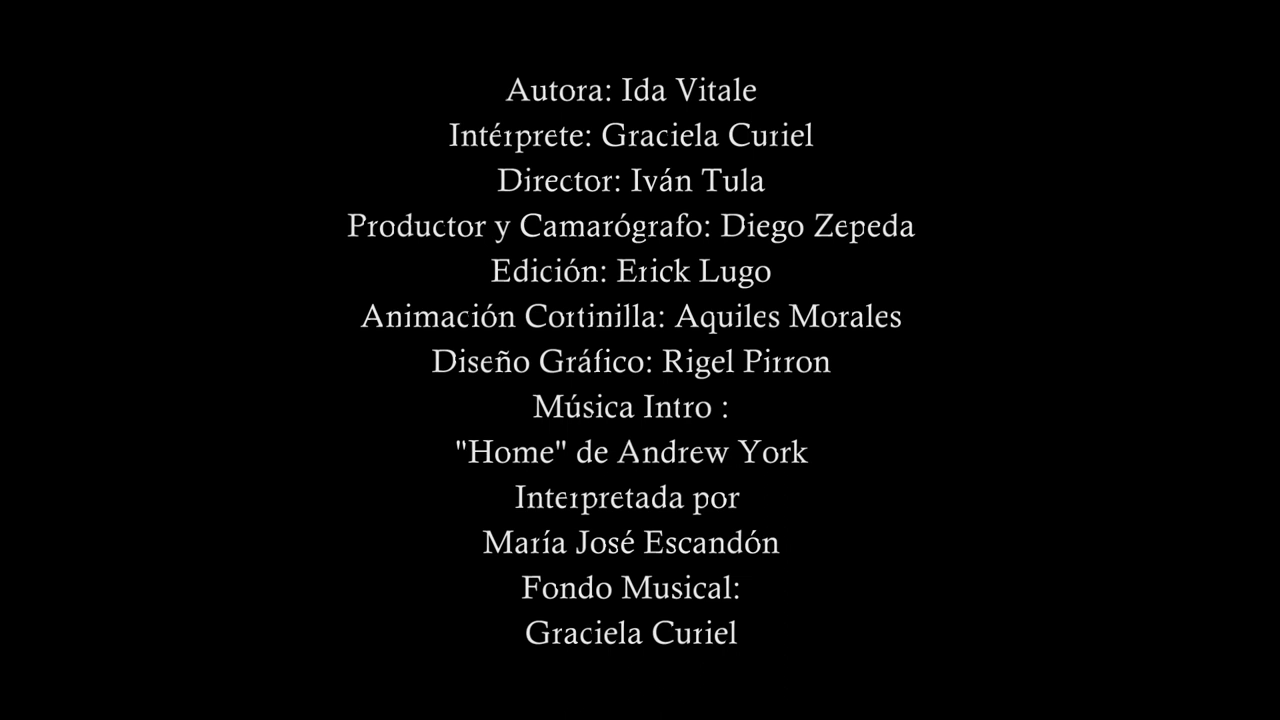 Autora: Ida Vitale
Intérprete: Graciela Curiel
Director: Iván Tula
Productor y Camarógrafo: Diego Zepeda
Edición: Erick Lugo
Animación Cortinilla: Aquiles Morales
Diseño Gráfico: Rigel Pirron
Música Intro :
"Home" de Andrew York
Interpretada por
María José Escandón
Fondo Musical:
Graciela Curiel